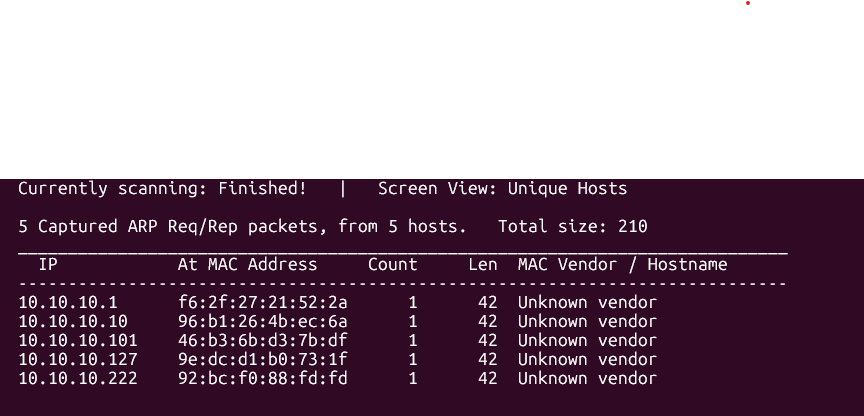 Currently scanning: Finished!   |   Screen View: Unique Hosts
5 Captured ARP Req/Rep packets, from 5 hosts.   Total size: 210
_____________________________________________________________________________
  IP            At MAC Address     Count     Len  MAC Vendor / Hostname
-----------------------------------------------------------------------------
10.10.10.1      f6:2f:27:21:52:2a      1      42  Unknown vendor
10.10.10.10     96:b1:26:4b:ec:6a      1      42  Unknown vendor
10.10.10.101    46:b3:6b:d3:7b:df      1      42  Unknown vendor
10.10.10.127    9e:dc:d1:b0:73:1f      1      42  Unknown vendor
10.10.10.222    92:bc:f0:88:fd:fd      1      42  Unknown vendor